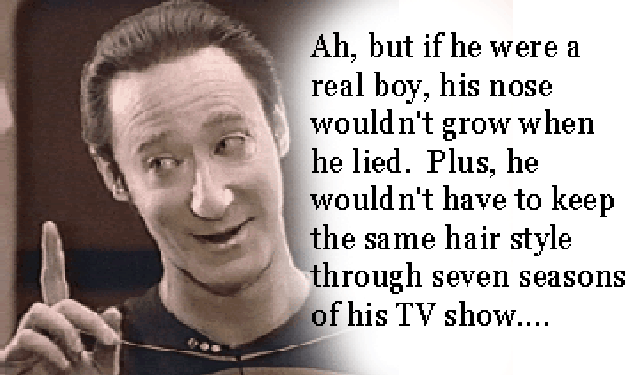 Ah, but if he were a
real boy, his nose
wouldn't grow when
he lied.  Plus, he
wouldn't have to keep
the same hair style
through seven seasons
of his TV show....